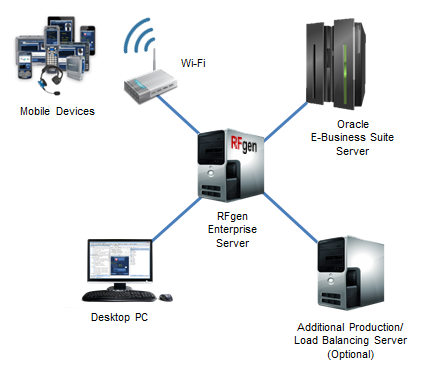 Wi-Fi
Mobile Devices
Oracle
E-Business Suite
Server
RFgen
RFgen
Enterprise
Server
Desktop PC
Additional Production/
Load Balancing Server
(Optional)